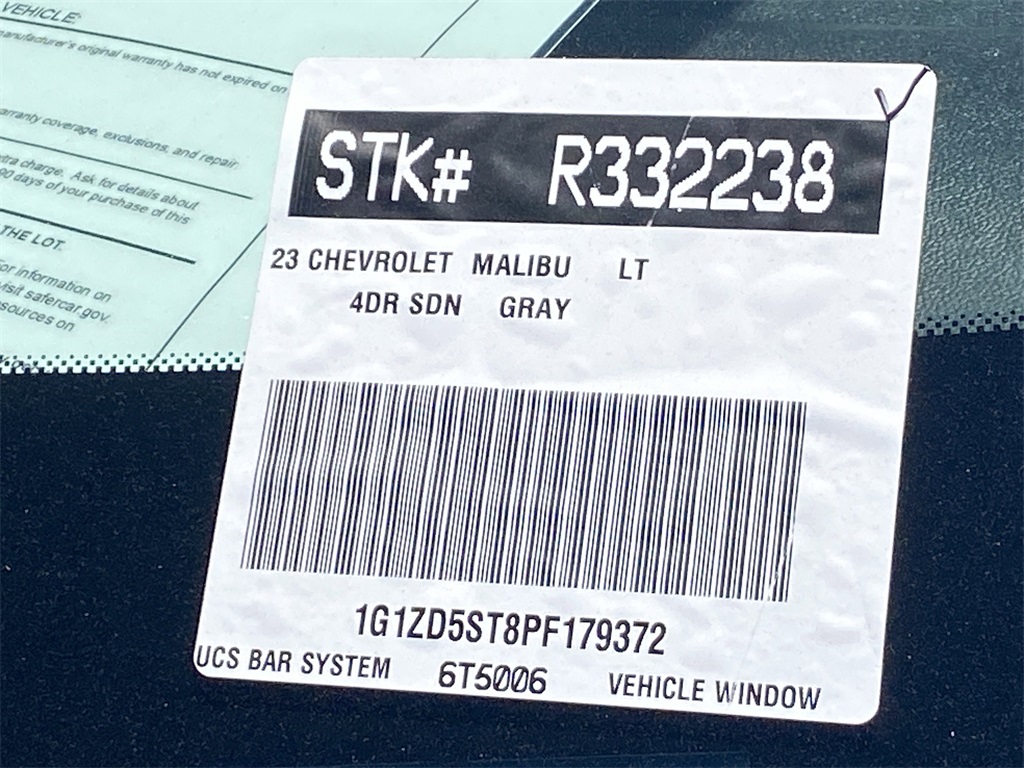 VEHICLE:
manufacturer's original warranty has not expired on
warranty coverage, exclusions, and repair
extra charge. Ask for details about
00 days of your purchase of this
THE LOT.
For information on
visit safercar.gov.
sources on
STK# R332238
23 CHEVROLET MALIBU LT
4DR SDN GRAY
1G1ZD5ST8PF179372
UCS BAR SYSTEM 6T5006 VEHICLE WINDOW